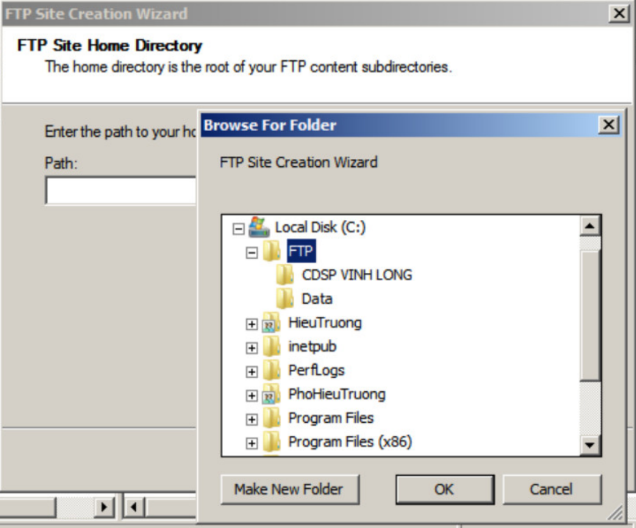 FTP Site Creation Wizard
FTP Site Home Directory
The home directory is the root of your FTP content subdirectories.
Enter the path to your
Path:
Browse For Folder
FTP Site Creation Wizard
Local Disk (C:)
FTP
CDSP VINH LONG
Data
HieuTruong
inetpub
PerfLogs
PhoHieuTruong
Program Files
Program Files (x86)
Make New Folder
OK
Cancel